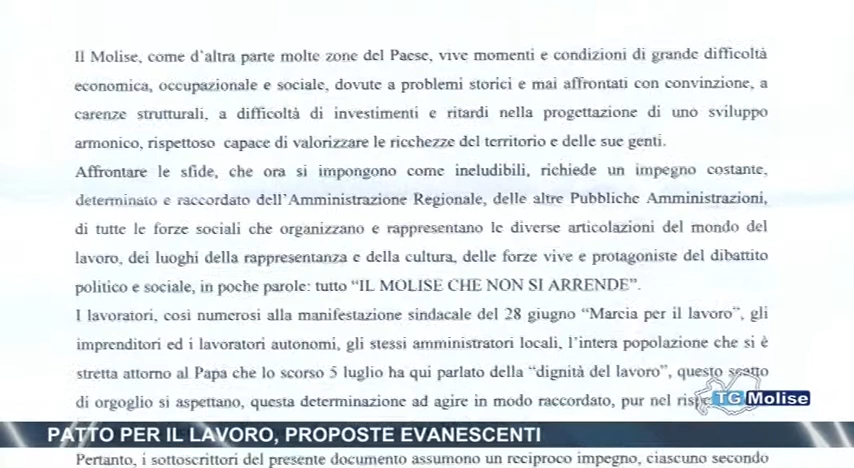 Il Molise, come d'altra parte molte zone del Paese, vive momenti e condizioni di grande difficoltà
economica, occupazionale e sociale, dovute a problemi storici e mai affrontati con convinzione, a
carenze strutturali, a difficoltà di investimenti e ritardi nella progettazione di uno sviluppo
armonico, rispettoso capace di valorizzare le ricchezze del territorio e delle sue genti.
Affrontare le sfide, che ora si impongono come ineludibili, richiede un impegno costante,
determinato e raccordato dell'Amministrazione Regionale, delle altre Pubbliche Amministrazioni,
di tutte le forze sociali che organizzano e rappresentano le diverse articolazioni del mondo del
lavoro, dei luoghi della rappresentanza e della cultura, delle forze vive e protagoniste del dibattito
politico e sociale, in poche parole: tutto “IL MOLISE CHE NON SI ARRENDE”.
I lavoratori, così numerosi alla manifestazione sindacale del 28 giugno “Marcia per il lavoro”, gli
imprenditori ed i lavoratori autonomi, gli stessi amministratori locali, l'intera popolazione che si è
stretta attorno al Papa che lo scorso 5 luglio ha qui parlato della “dignità del lavoro”, questo scatto
di orgoglio si aspettano, questa determinazione ad agire in modo raccordato, pur nel
TG Molise
PATTO PER IL LAVORO, PROPOSTE EVANESCENTI
Pertanto, i sottoscrittori del presente documento assumono un reciproco impegno, ciascuno secondo